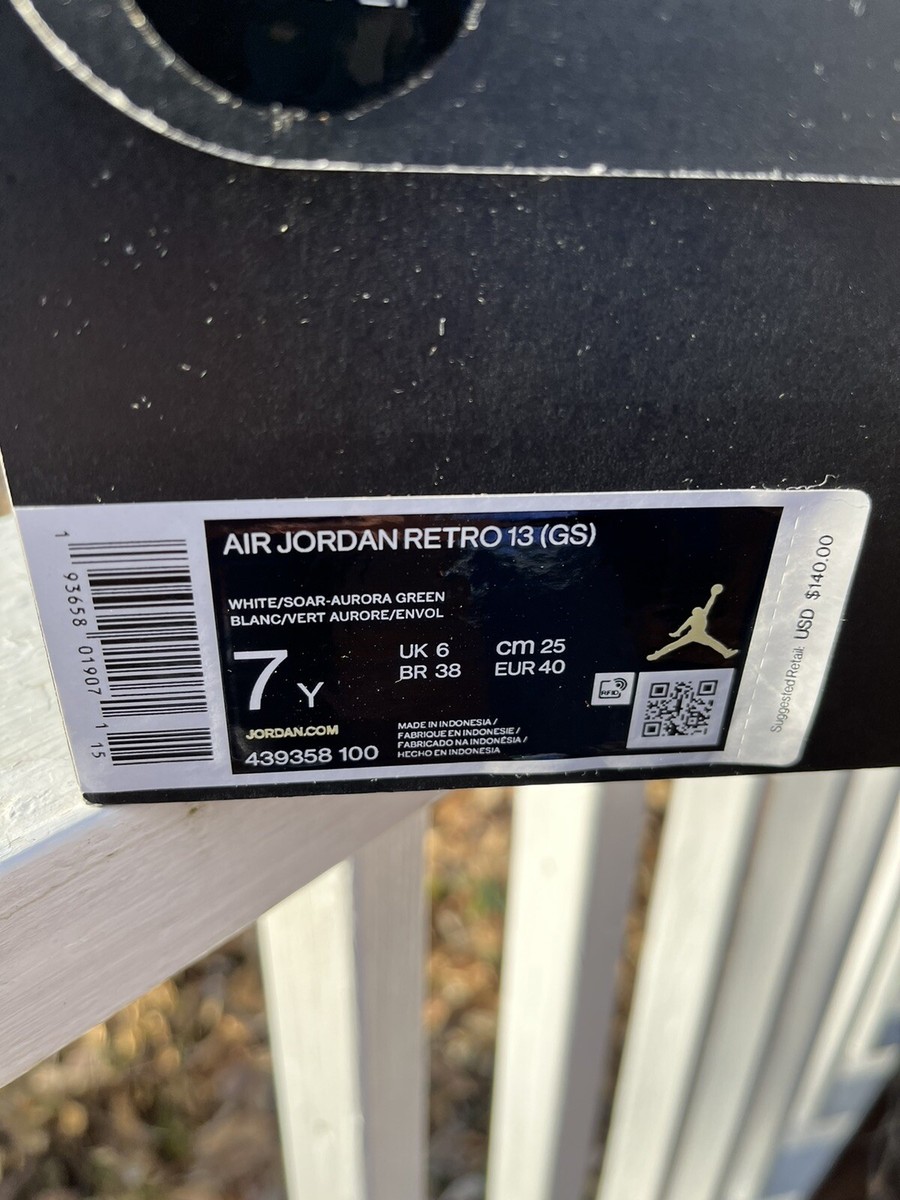 AIR JORDAN RETRO 13 (GS)
WHITE/SOAR-AURORA GREEN
BLANC/VERT AURORE/ENVOL
7 Y
UK 6 cm 25
BR 38 EUR 40
JORDAN.COM
439358 100
MADE IN INDONESIA /
FABRIQUE EN INDONESIE /
FABRICADO NA INDONÉSIA /
HECHO EN INDONESIA
RFID
1 93658 01907 1 15
Suggested Retail: USD $140.00